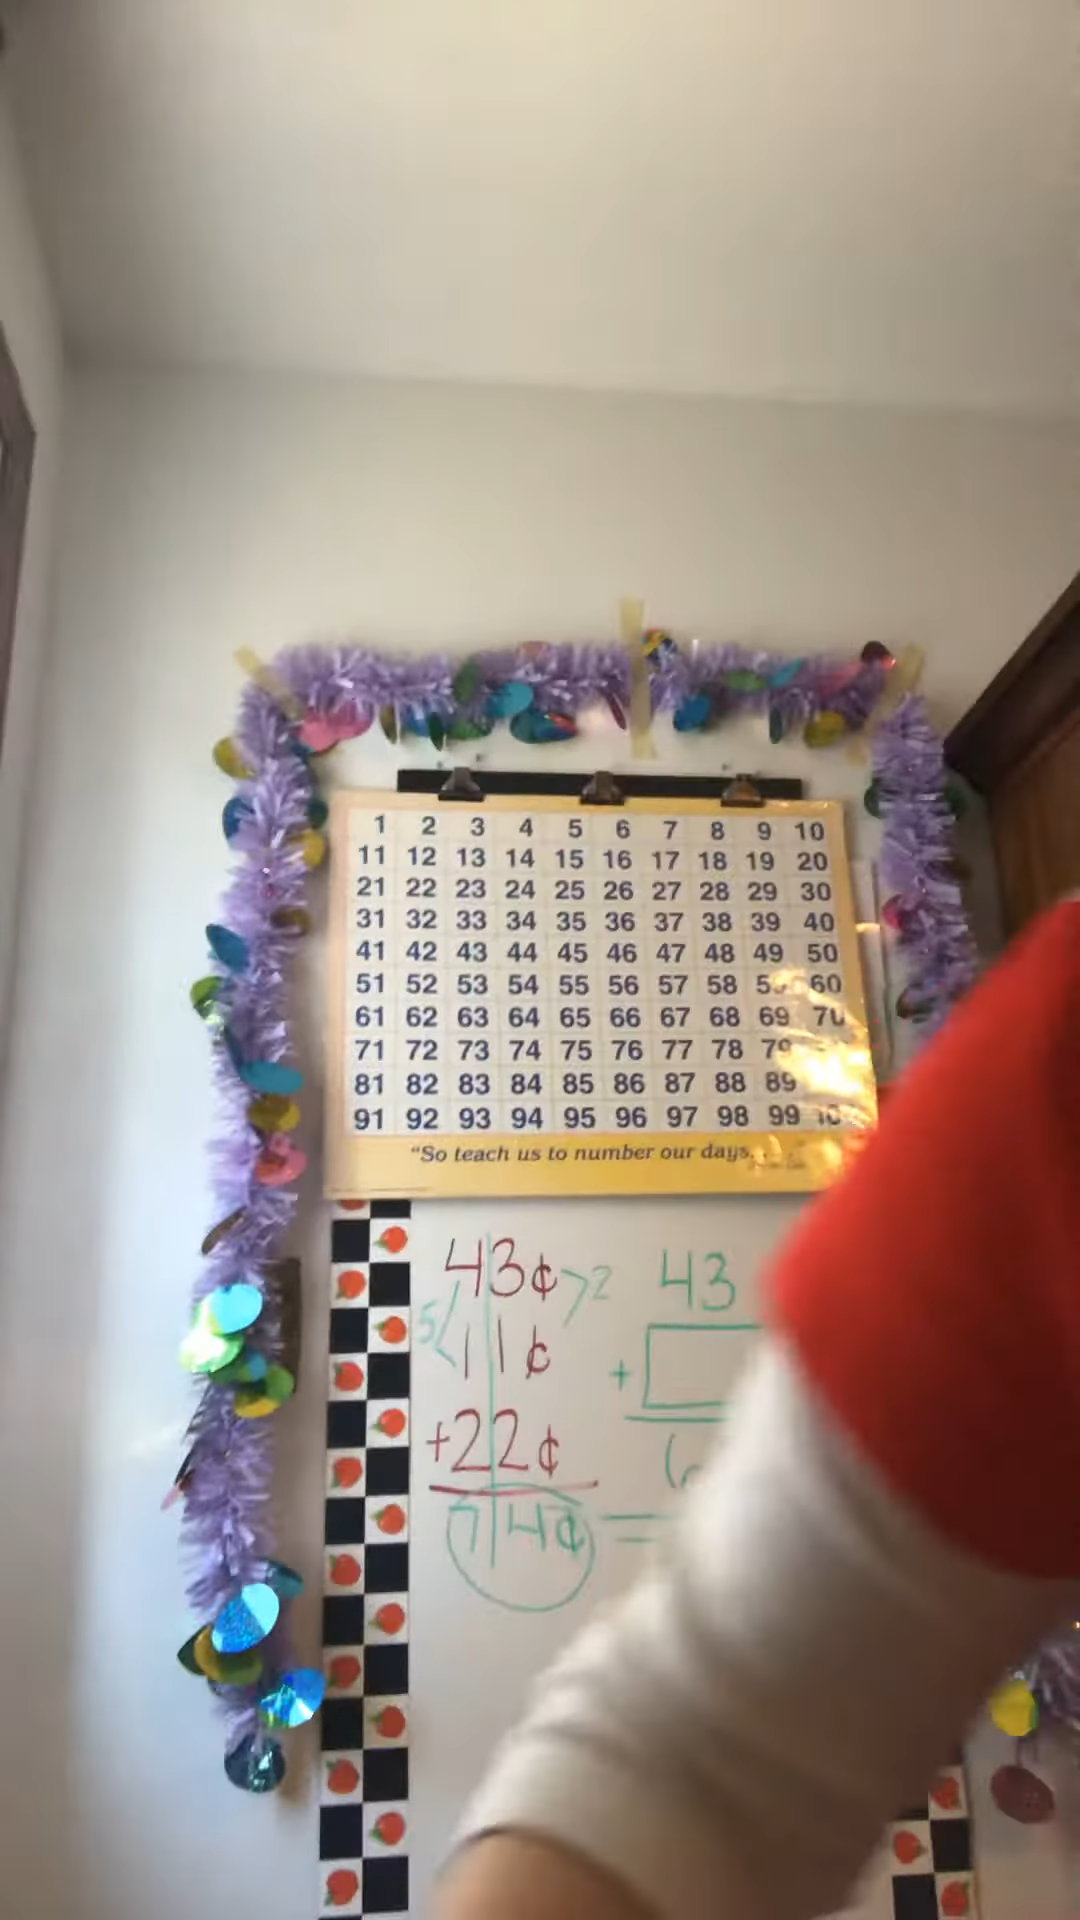 1 2 3 4 5 6 7 8 9 10
11 12 13 14 15 16 17 18 19 20
21 22 23 24 25 26 27 28 29 30
31 32 33 34 35 36 37 38 39 40
41 42 43 44 45 46 47 48 49 50
51 52 53 54 55 56 57 58 59 60
61 62 63 64 65 66 67 68 69 70
71 72 73 74 75 76 77 78 79
81 82 83 84 85 86 87 88 89
91 92 93 94 95 96 97 98 99
"So teach us to number our days...
43¢ >2 43
5<
11¢
+
+22¢
74¢ =